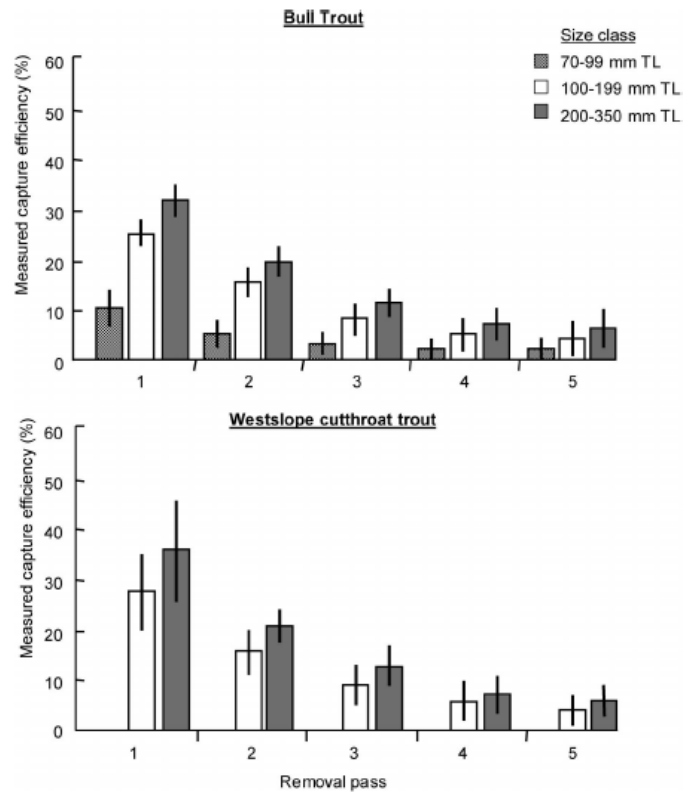 Bull Trout
Size class
70-99 mm TL
100-199 mm TL
200-350 mm TL
Measured capture efficiency (%)
60
50
40
30
20
10
0
1 2 3 4 5
Westslope cutthroat trout
Measured capture efficiency (%)
60
50
40
30
20
10
0
1 2 3 4 5
Removal pass